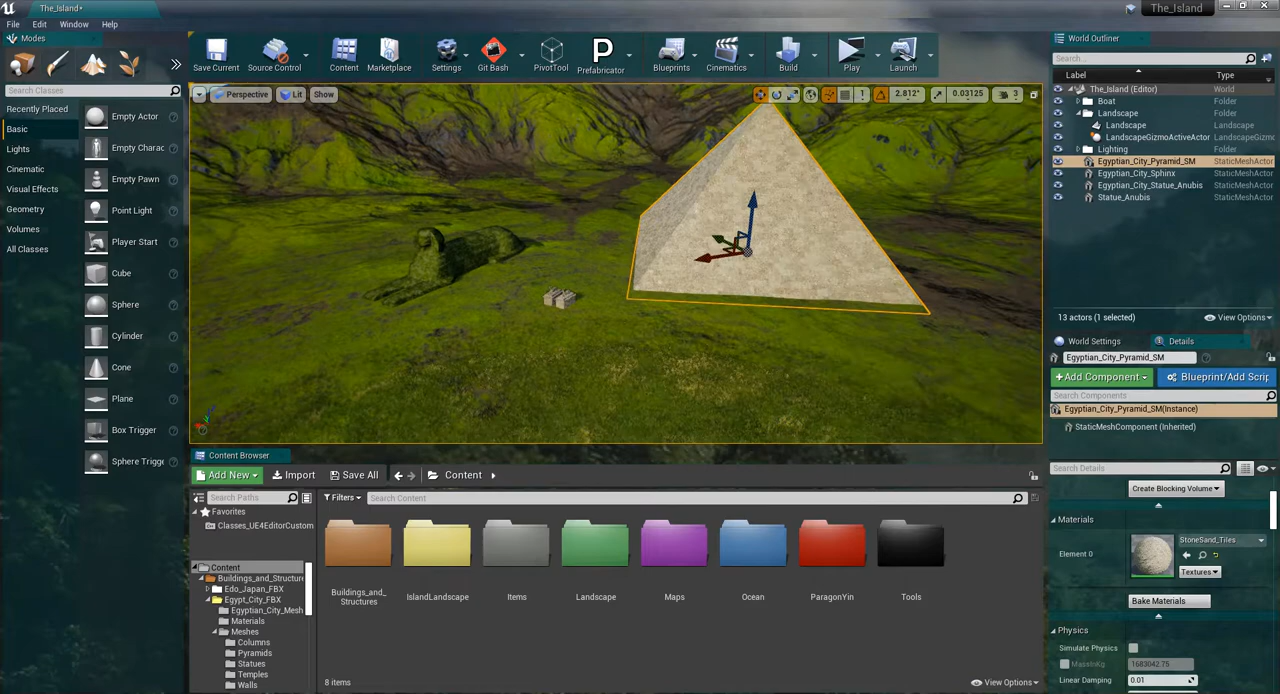 The_Island*
The_Island
File Edit Window Help
Modes
Search Classes
Recently Placed
Basic
Lights
Cinematic
Visual Effects
Geometry
Volumes
All Classes
Empty Actor
Empty Charac
Empty Pawn
Point Light
Player Start
Cube
Sphere
Cylinder
Cone
Plane
Box Trigger
Sphere Trigge
Save Current
Source Control
Content
Marketplace
Settings
Git Bash
PivotTool
Prefabricator
Blueprints
Cinematics
Build
Play
Launch
Perspective
Lit
Show
1
2.812°
0.03125
3
Content Browser
Add New
Import
Save All
Content
Search Paths
Filters
Search Content
Favorites
Classes_UE4EditorCustom
Content
Buildings_and_Structure
Edo_Japan_FBX
Egypt_City_FBX
Egyptian_City_Mesh
Materials
Meshes
Columns
Pyramids
Statues
Temples
Walls
Buildings_and_
Structures
IslandLandscape
Items
Landscape
Maps
Ocean
ParagonYin
Tools
8 items
View Options
World Outliner
Search...
Label
Type
The_Island (Editor) World
Boat Folder
Landscape Folder
Landscape Landscape
LandscapeGizmoActiveActor LandscapeGizmo
Lighting Folder
Egyptian_City_Pyramid_SM StaticMeshActor
Egyptian_City_Sphinx StaticMeshActor
Egyptian_City_Statue_Anubis StaticMeshActor
Statue_Anubis StaticMeshActor
13 actors (1 selected)
View Options
World Settings
Details
Egyptian_City_Pyramid_SM
+Add Component
Blueprint/Add Scrip
Search Components
Egyptian_City_Pyramid_SM(Instance)
StaticMeshComponent (Inherited)
Search Details
Create Blocking Volume
Materials
Element 0
StoneSand_Tiles
Textures
Bake Materials
Physics
Simulate Physics
MassInKg
1683042.75
Linear Damping
0.01